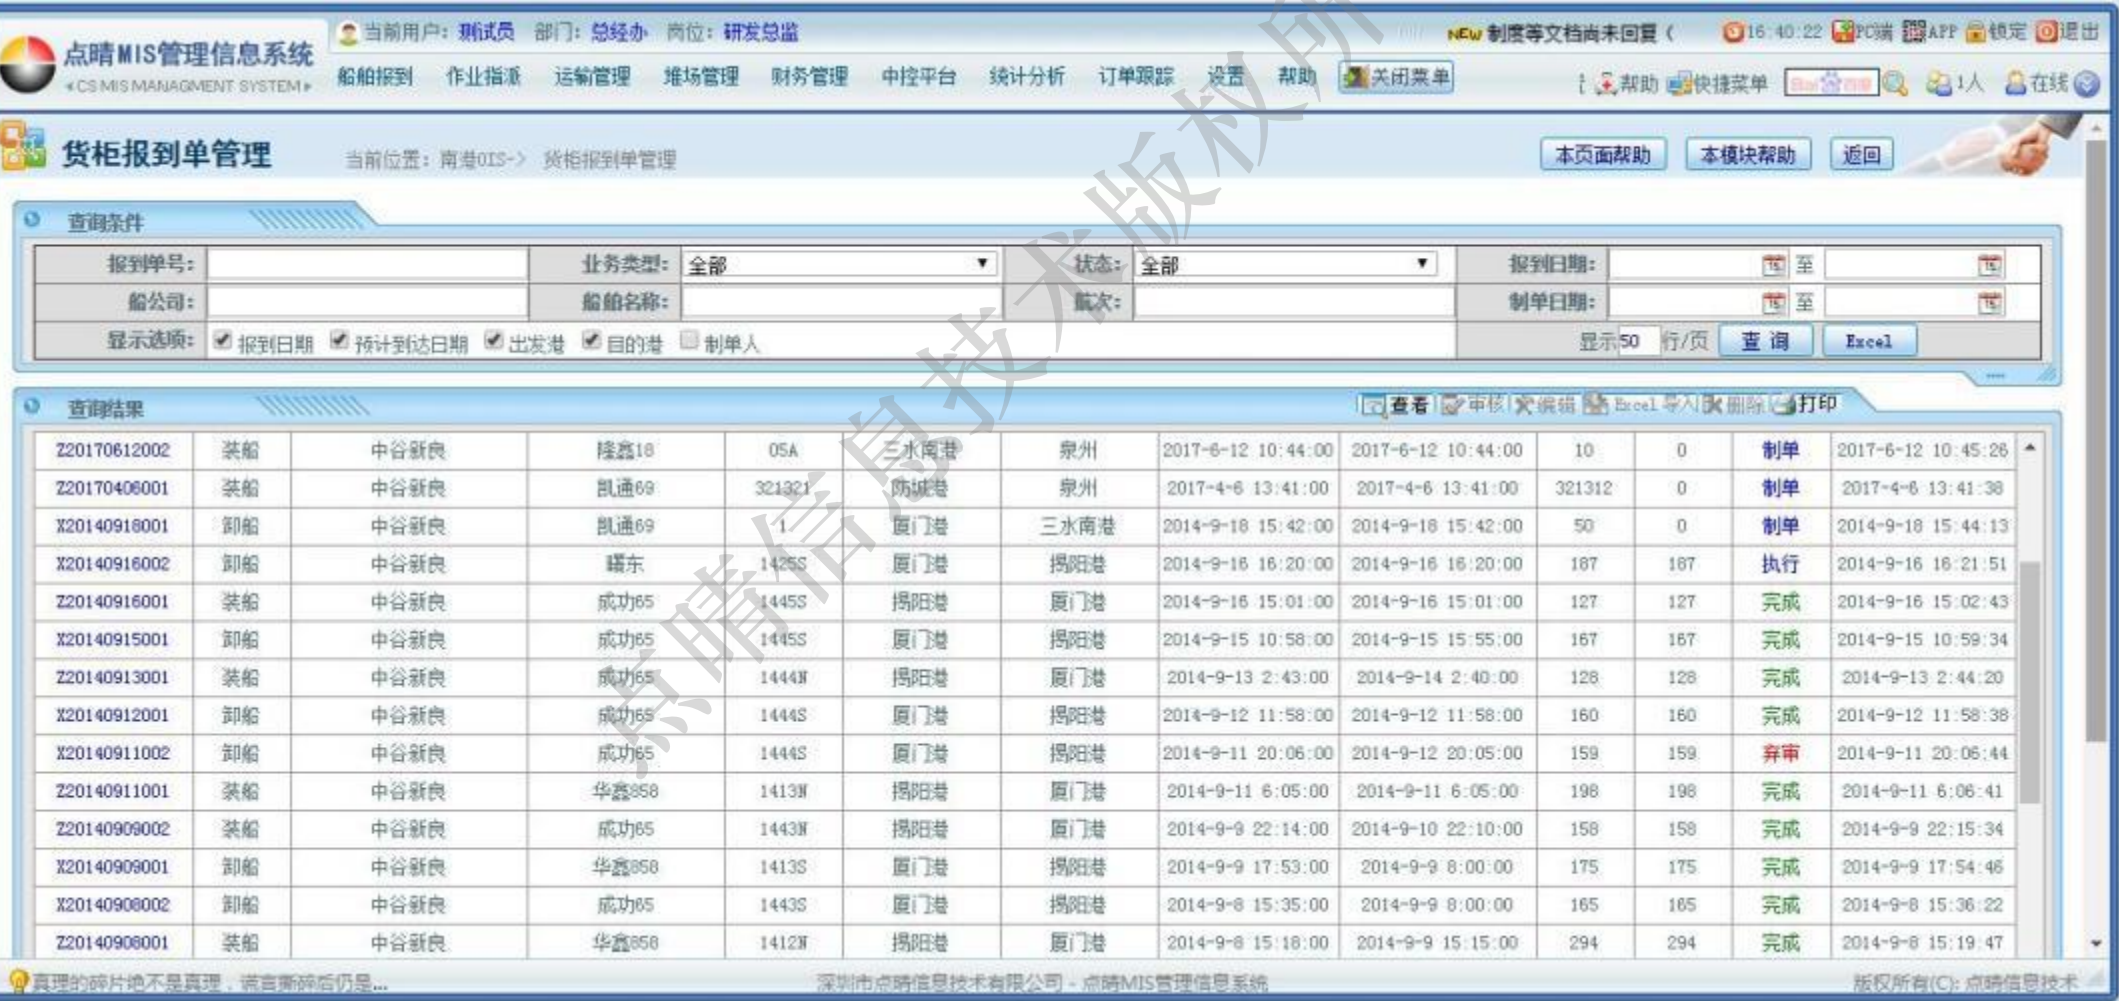 点晴MIS管理信息系统
CS MIS MANAGMENT SYSTEM
当前用户：测试员 部门：总经办 岗位：研发总监
NEW 制度等文档尚未回复（ 16:40:22 PC端 APP 锁定 退出
船舶报到 作业指派 运输管理 堆场管理 财务管理 中控平台 统计分析 订单跟踪 设置 帮助 关闭菜单
帮助 快捷菜单 1人 在线
货柜报到单管理 当前位置：南港OIS-> 货柜报到单管理 本页面帮助 本模块帮助 返回
查询条件
报到单号： 业务类型： 全部 状态： 全部 报到日期： 至
船公司： 船舶名称： 航次： 制单日期： 至
显示选项： 报到日期 预计到达日期 出发港 目的港 制单人 显示50 行/页 查询 Excel
查询结果 查看 审核 编辑 Excel 导入 删除 打印
Z20170612002 装船 中谷新良 隆鑫18 05A 三水南港 泉州 2017-6-12 10:44:00 2017-6-12 10:44:00 10 0 制单 2017-6-12 10:45:26
Z20170406001 装船 中谷新良 凯通69 321321 防城港 泉州 2017-4-6 13:41:00 2017-4-6 13:41:00 321312 0 制单 2017-4-6 13:41:38
X20140918001 卸船 中谷新良 凯通69 1 厦门港 三水南港 2014-9-18 15:42:00 2014-9-18 15:42:00 50 0 制单 2014-9-18 15:44:13
X20140916002 卸船 中谷新良 曙东 1425S 厦门港 揭阳港 2014-9-16 16:20:00 2014-9-16 16:20:00 187 187 执行 2014-9-16 16:21:51
Z20140916001 装船 中谷新良 成功65 1445S 揭阳港 厦门港 2014-9-16 15:01:00 2014-9-16 15:01:00 127 127 完成 2014-9-16 15:02:43
X20140915001 卸船 中谷新良 成功65 1445S 厦门港 揭阳港 2014-9-15 10:58:00 2014-9-15 15:55:00 167 167 完成 2014-9-15 10:59:34
Z20140913001 装船 中谷新良 成功65 1444N 揭阳港 厦门港 2014-9-13 2:43:00 2014-9-14 2:40:00 128 128 完成 2014-9-13 2:44:20
X20140912001 卸船 中谷新良 成功65 1444S 厦门港 揭阳港 2014-9-12 11:58:00 2014-9-12 11:58:00 160 160 完成 2014-9-12 11:58:38
X20140911002 卸船 中谷新良 成功65 1444S 厦门港 揭阳港 2014-9-11 20:06:00 2014-9-12 20:05:00 159 159 弃审 2014-9-11 20:06:44
Z20140911001 装船 中谷新良 华鑫858 1413N 揭阳港 厦门港 2014-9-11 6:05:00 2014-9-11 6:05:00 198 198 完成 2014-9-11 6:06:41
Z20140909002 装船 中谷新良 成功65 1443N 揭阳港 厦门港 2014-9-9 22:14:00 2014-9-10 22:10:00 158 158 完成 2014-9-9 22:15:34
X20140909001 卸船 中谷新良 华鑫858 1413S 厦门港 揭阳港 2014-9-9 17:53:00 2014-9-9 8:00:00 175 175 完成 2014-9-9 17:54:46
X20140908002 卸船 中谷新良 成功65 1443S 厦门港 揭阳港 2014-9-8 15:35:00 2014-9-9 8:00:00 165 165 完成 2014-9-8 15:36:22
Z20140908001 装船 中谷新良 华鑫858 1412N 揭阳港 厦门港 2014-9-8 15:18:00 2014-9-9 15:15:00 294 294 完成 2014-9-8 15:19:47
真理的碎片绝不是真理，谎言撕碎后仍是... 深圳市点晴信息技术有限公司 - 点晴MIS管理信息系统 版权所有(C): 点晴信息技术
点晴信息技术版权所